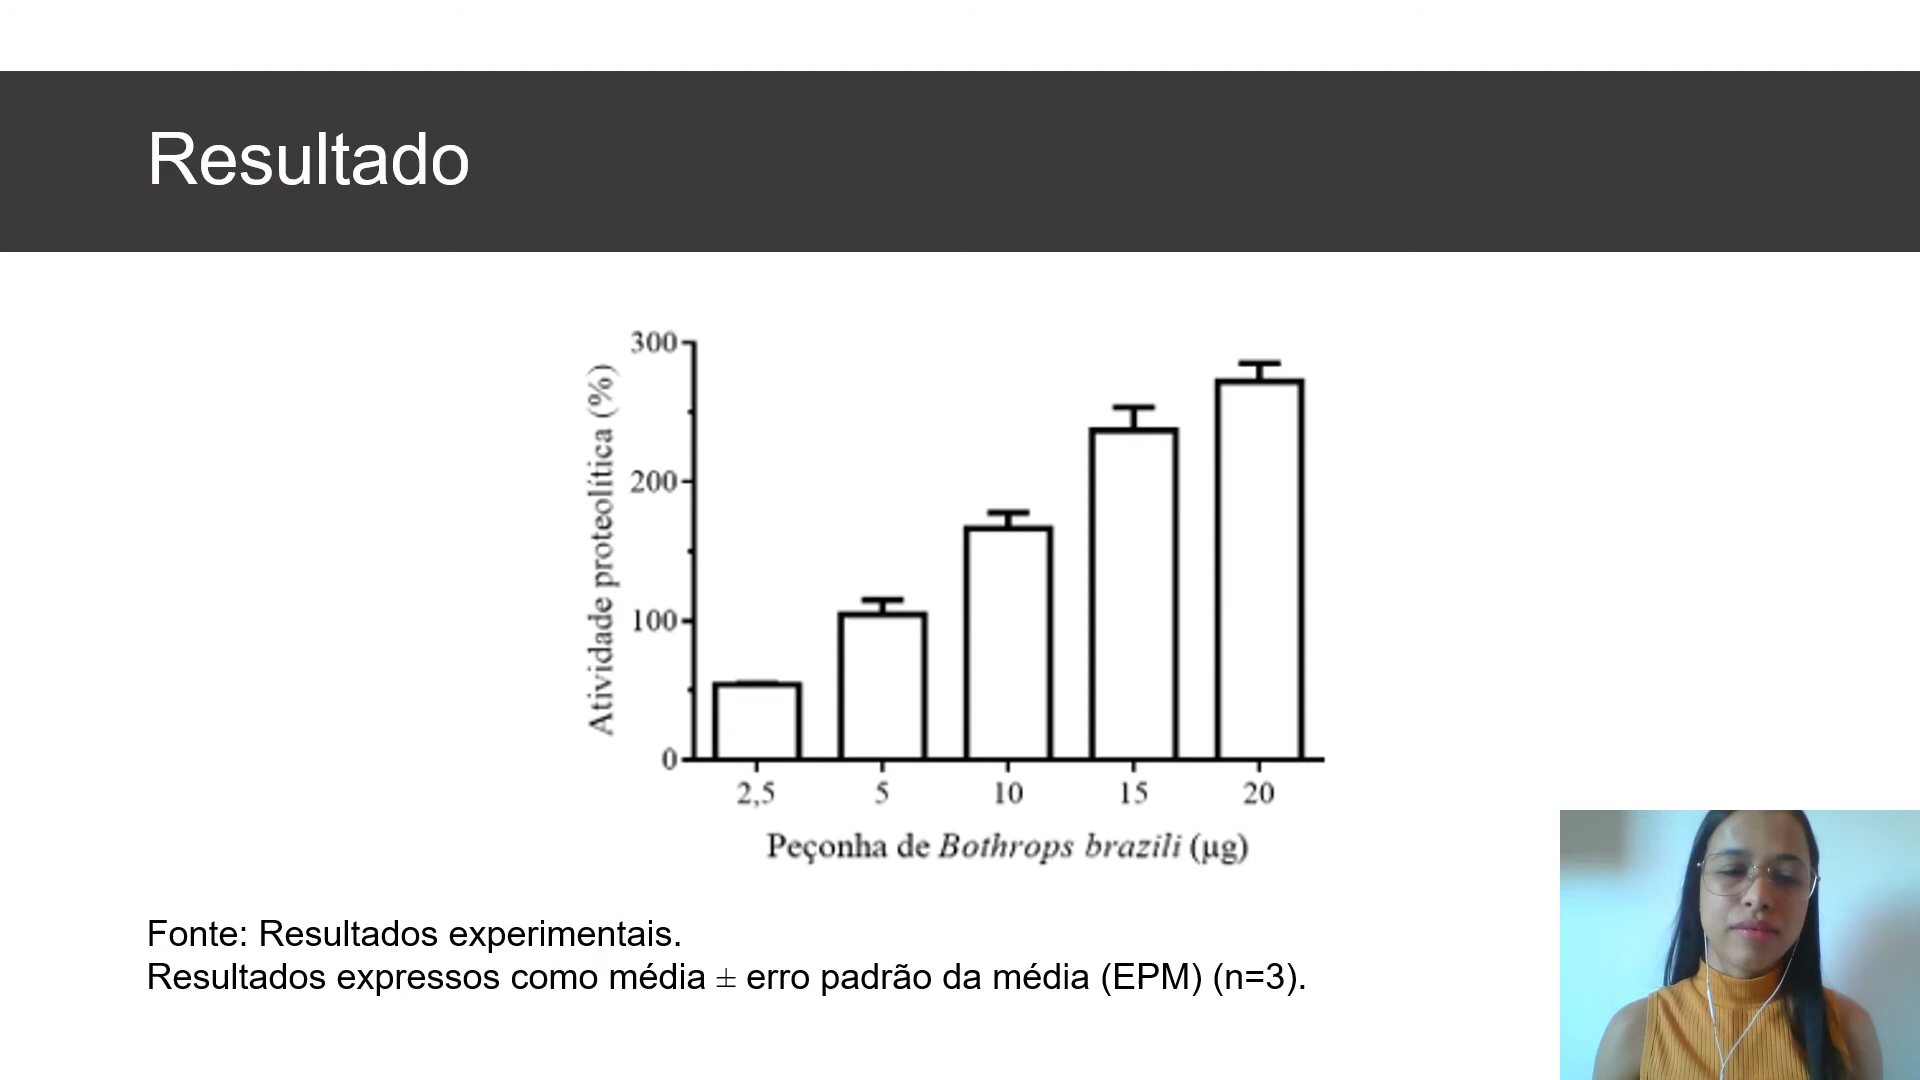 Resultado
Atividade proteolítica (%)
300
200
100
0
2,5 5 10 15 20
Peçonha de Bothrops brazili (µg)
Fonte: Resultados experimentais.
Resultados expressos como média ± erro padrão da média (EPM) (n=3).